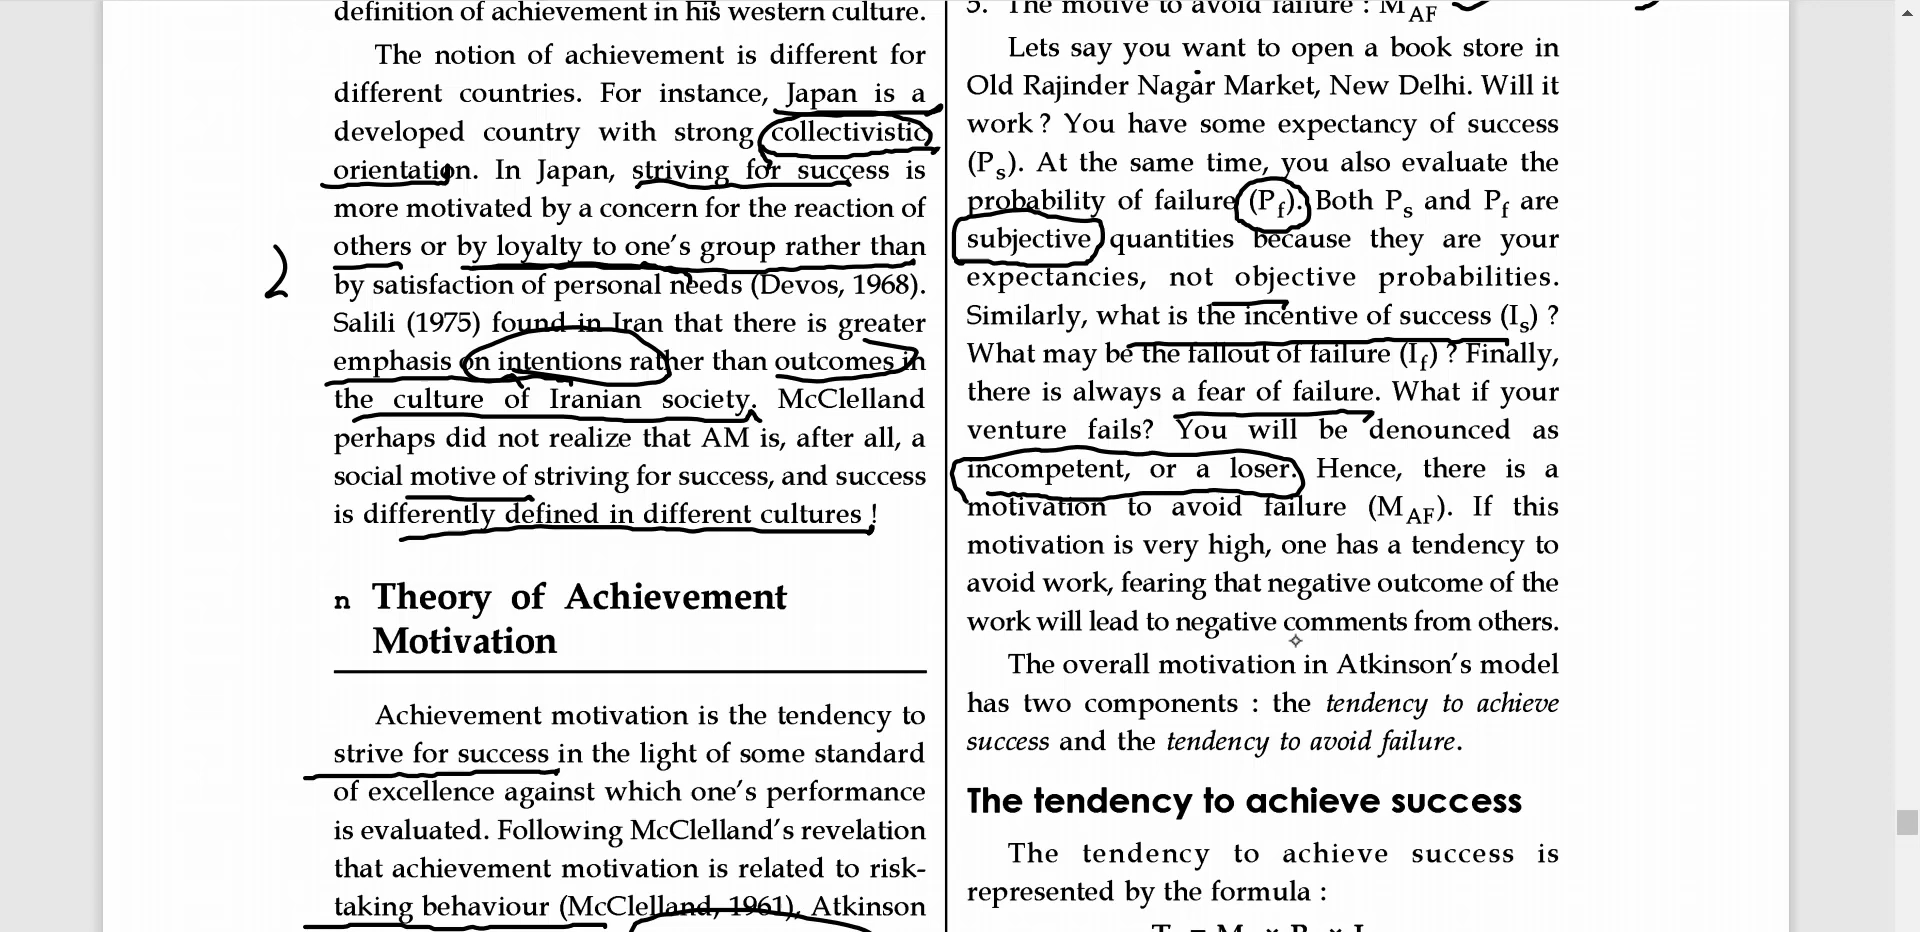 definition of achievement in his western culture.
The notion of achievement is different for
different countries. For instance, Japan is a
developed country with strong collectivistic
orientation. In Japan, striving for success is
more motivated by a concern for the reaction of
others or by loyalty to one's group rather than
by satisfaction of personal needs (Devos, 1968).
Salili (1975) found in Iran that there is greater
emphasis on intentions rather than outcomes in
the culture of Iranian society. McClelland
perhaps did not realize that AM is, after all, a
social motive of striving for success, and success
is differently defined in different cultures !
2
n Theory of Achievement
Motivation
Achievement motivation is the tendency to
strive for success in the light of some standard
of excellence against which one's performance
is evaluated. Following McClelland's revelation
that achievement motivation is related to risk-
taking behaviour (McClelland, 1961), Atkinson
5. The motive to avoid failure : M_AF
Lets say you want to open a book store in
Old Rajinder Nagar Market, New Delhi. Will it
work ? You have some expectancy of success
(P_s). At the same time, you also evaluate the
probability of failure (P_f). Both P_s and P_f are
subjective quantities because they are your
expectancies, not objective probabilities.
Similarly, what is the incentive of success (I_s) ?
What may be the fallout of failure (I_f) ? Finally,
there is always a fear of failure. What if your
venture fails? You will be denounced as
incompetent, or a loser. Hence, there is a
motivation to avoid failure (M_AF). If this
motivation is very high, one has a tendency to
avoid work, fearing that negative outcome of the
work will lead to negative comments from others.
The overall motivation in Atkinson's model
has two components : the tendency to achieve
success and the tendency to avoid failure.
The tendency to achieve success
The tendency to achieve success is
represented by the formula :